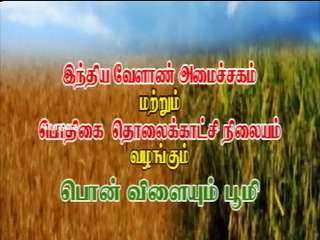 இந்திய வேளாண் அமைச்சகம்
மற்றும்
பொதிகை தொலைக்காட்சி நிலையம்
வழங்கும்
பொன் விளையும் பூமி